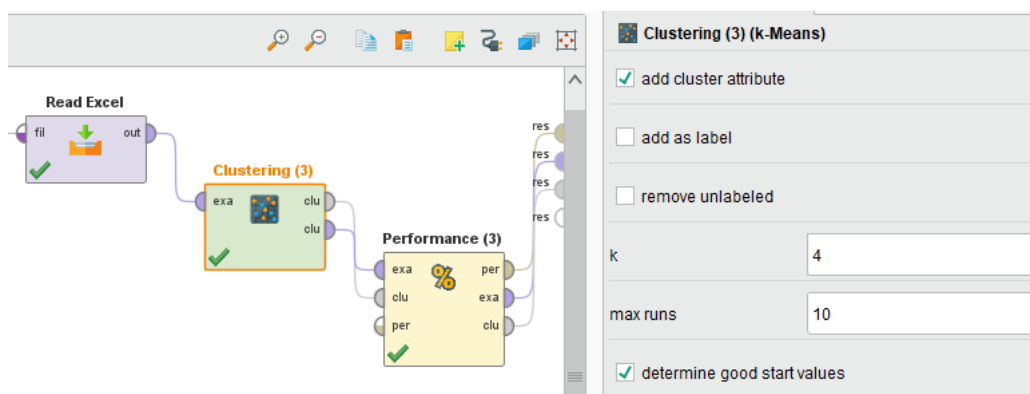 Read Excel
fil
out
Clustering (3)
exa
clu
clu
Performance (3)
exa
per
clu
exa
per
clu
res
res
res
res
Clustering (3) (k-Means)
add cluster attribute
add as label
remove unlabeled
k
4
max runs
10
determine good start values